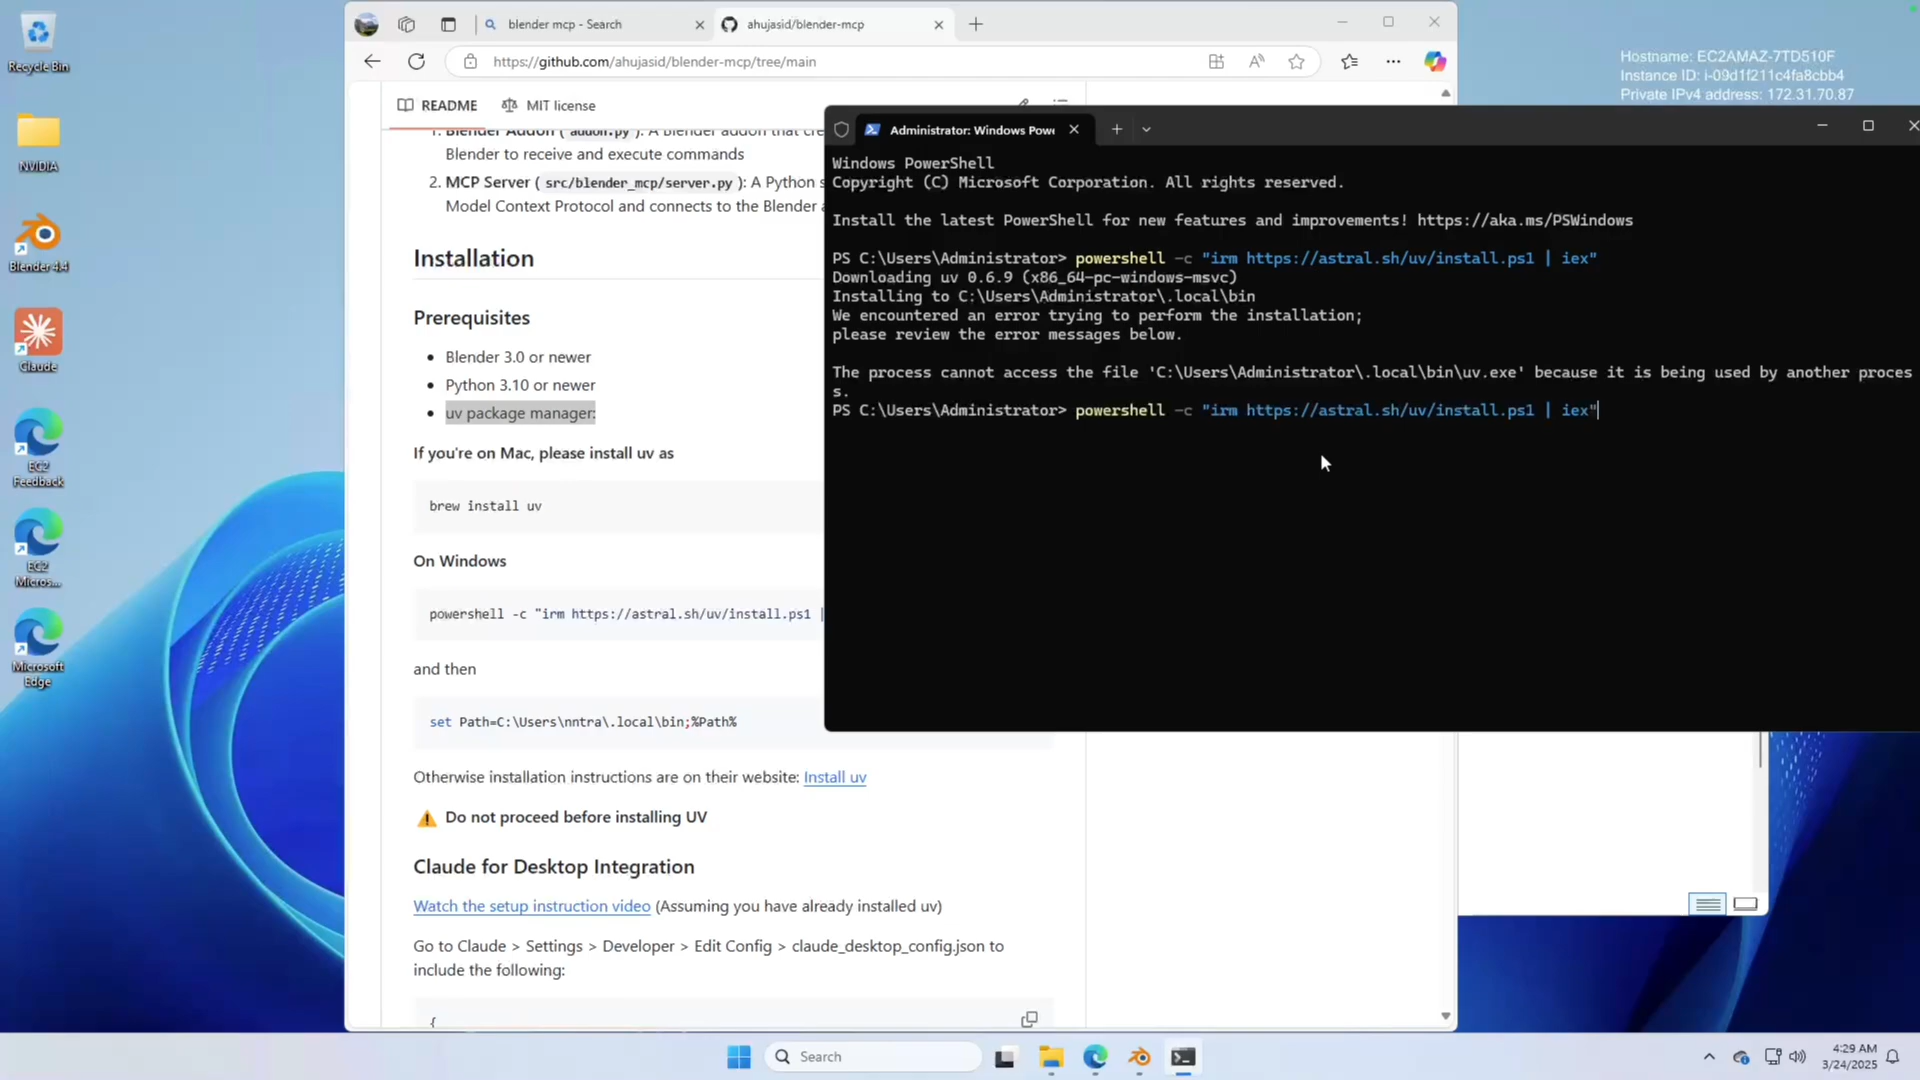 Recycle Bin
NVIDIA
Blender 4.4
Claude
EC2
Feedback
EC2
Micros...
Microsoft
Edge
blender mcp - Search
ahujasid/blender-mcp
https://github.com/ahujasid/blender-mcp/tree/main
Hostname: EC2AMAZ-7TD510F
Instance ID: i-09d1f211c4fa8cbb4
Private IPv4 address: 172.31.70.87
README
MIT license
1. Blender Addon ( addon.py ): A Blender addon that cre
Blender to receive and execute commands
2. MCP Server ( src/blender_mcp/server.py ): A Python s
Model Context Protocol and connects to the Blender a
Installation
Prerequisites
• Blender 3.0 or newer
• Python 3.10 or newer
• uv package manager:
If you're on Mac, please install uv as
brew install uv
On Windows
powershell -c "irm https://astral.sh/uv/install.ps1 |
and then
set Path=C:\Users\nntra\.local\bin;%Path%
Otherwise installation instructions are on their website: Install uv
⚠ Do not proceed before installing UV
Claude for Desktop Integration
Watch the setup instruction video (Assuming you have already installed uv)
Go to Claude > Settings > Developer > Edit Config > claude_desktop_config.json to
include the following:
{
Administrator: Windows Powe
Windows PowerShell
Copyright (C) Microsoft Corporation. All rights reserved.
Install the latest PowerShell for new features and improvements! https://aka.ms/PSWindows
PS C:\Users\Administrator> powershell -c "irm https://astral.sh/uv/install.ps1 | iex"
Downloading uv 0.6.9 (x86_64-pc-windows-msvc)
Installing to C:\Users\Administrator\.local\bin
We encountered an error trying to perform the installation;
please review the error messages below.
The process cannot access the file 'C:\Users\Administrator\.local\bin\uv.exe' because it is being used by another proces
s.
PS C:\Users\Administrator> powershell -c "irm https://astral.sh/uv/install.ps1 | iex"
Search
4:29 AM
3/24/2025